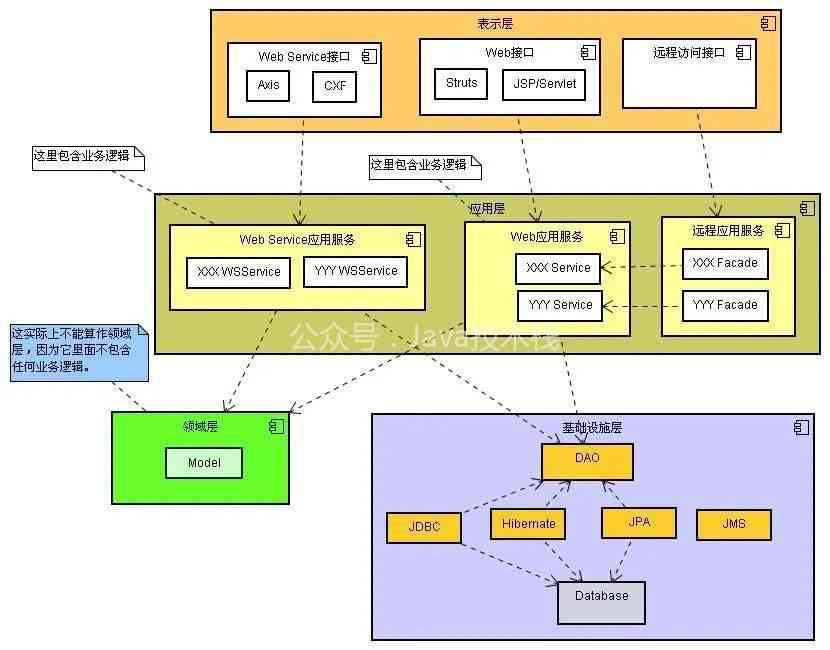 表示层
Web Service接口
Axis
CXF
Web接口
Struts
JSP/Servlet
远程访问接口
这里包含业务逻辑
这里包含业务逻辑
应用层
Web Service应用服务
XXX WSService
YYY WSService
Web应用服务
XXX Service
YYY Service
远程应用服务
XXX Facade
YYY Facade
公众号：Java技术栈
这实际上不能算作领域
层，因为它里面不包含
任何业务逻辑。
领域层
Model
基础设施层
DAO
JDBC
Hibernate
JPA
JMS
Database